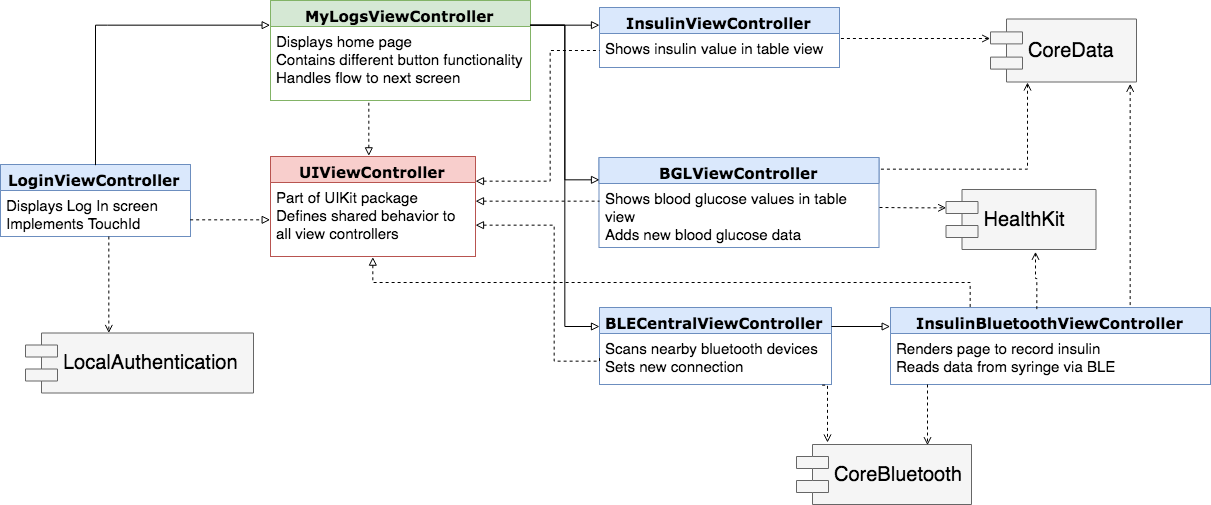 MyLogsViewController
Displays home page
Contains different button functionality
Handles flow to next screen
InsulinViewController
Shows insulin value in table view
CoreData
LoginViewController
Displays Log In screen
Implements TouchId
UIViewController
Part of UIKit package
Defines shared behavior to
all view controllers
BGLViewController
Shows blood glucose values in table
view
Adds new blood glucose data
HealthKit
LocalAuthentication
BLECentralViewController
Scans nearby bluetooth devices
Sets new connection
InsulinBluetoothViewController
Renders page to record insulin
Reads data from syringe via BLE
CoreBluetooth